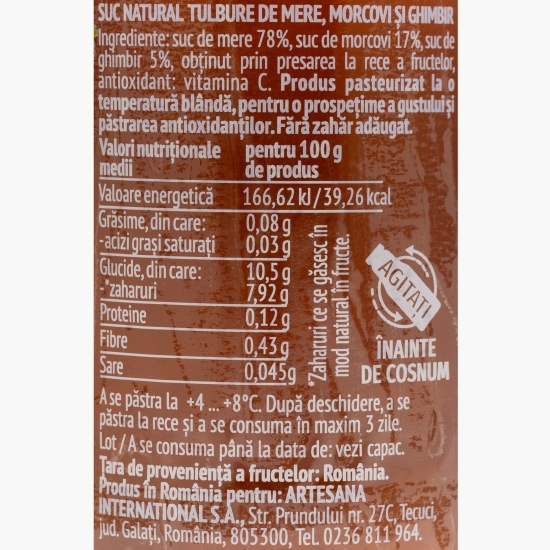 SUC NATURAL TULBURE DE MERE, MORCOVI ȘI GHIMBIR
Ingrediente: suc de mere 78%, suc de morcovi 17%, suc de
ghimbir 5%, obținut prin presarea la rece a fructelor,
antioxidant: vitamina C. Produs pasteurizat la o
temperatură blândă, pentru o prospețime a gustului și
păstrarea antioxidanților. Fără zahăr adăugat.
Valori nutriționale medii pentru 100 g de produs
Valoare energetică 166,62 kJ / 39,26 kcal
Grăsime, din care: 0,08 g
-acizi grași saturați 0,03 g
Glucide, din care: 10,5 g
-*zaharuri 7,92 g
Proteine 0,12 g
Fibre 0,43 g
Sare 0,045g
*Zaharuri ce se găsesc în
mod natural în fructe.
AGITAȚI
ÎNAINTE
DE COSNUM
A se păstra la +4 ... +8°C. După deschidere, a se
păstra la rece și a se consuma în maxim 3 zile.
Lot / A se consuma până la data de: vezi capac.
Țara de proveniență a fructelor: România.
Produs în România pentru: ARTESANA
INTERNATIONAL S.A., Str. Prundului nr. 27C, Tecuci,
jud. Galați, România, 805300, Tel. 0236 811 964.